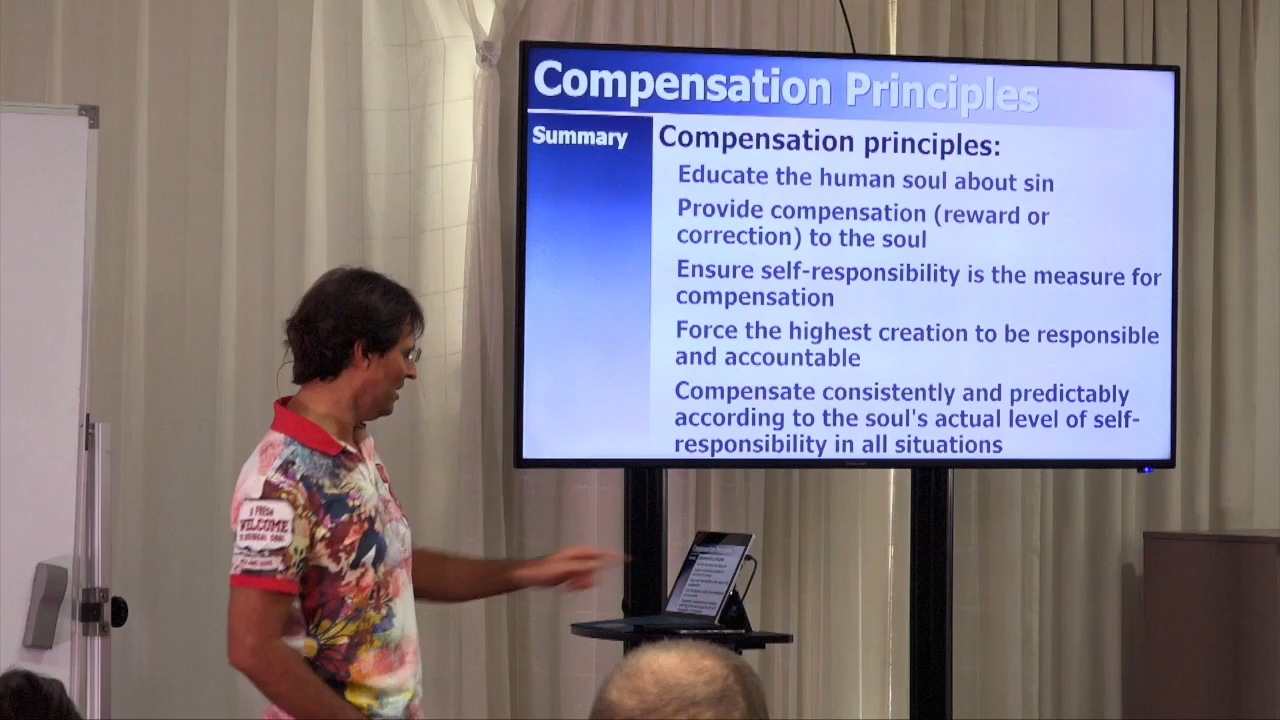 Compensation Principles
Summary
Compensation principles:
Educate the human soul about sin
Provide compensation (reward or
correction) to the soul
Ensure self-responsibility is the measure for
compensation
Force the highest creation to be responsible
and accountable
Compensate consistently and predictably
according to the soul's actual level of self-
responsibility in all situations
WELCOME